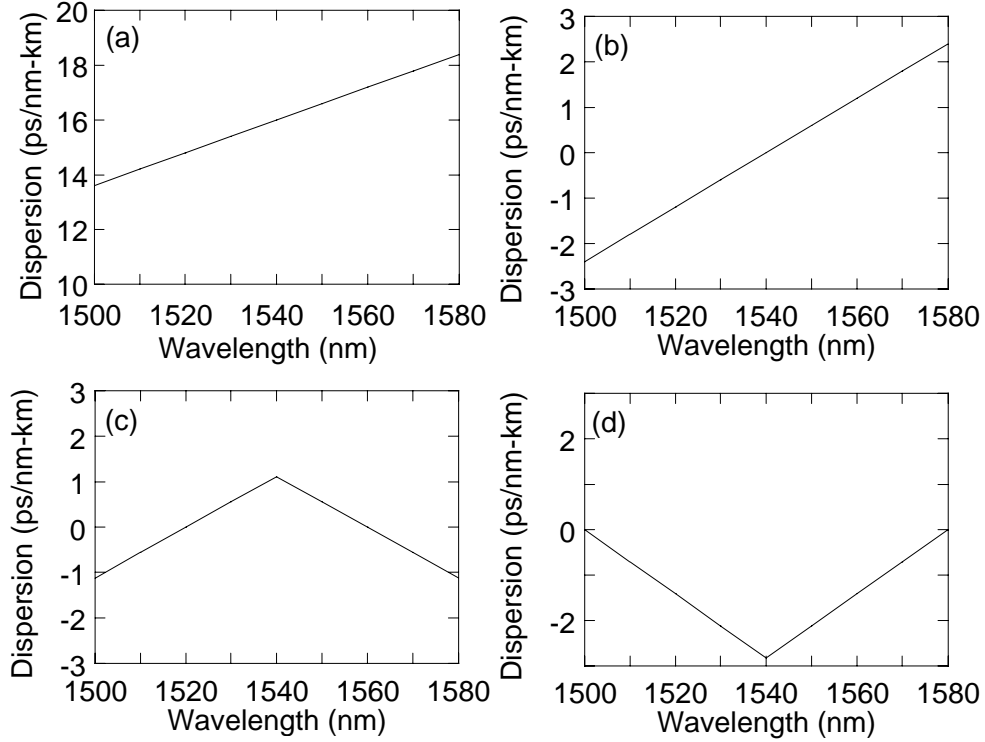 (a)
Dispersion (ps/nm-km)
20
18
16
14
12
10
1500 1520 1540 1560 1580
Wavelength (nm)
(b)
Dispersion (ps/nm-km)
3
2
1
0
-1
-2
-3
1500 1520 1540 1560 1580
Wavelength (nm)
(c)
Dispersion (ps/nm-km)
3
2
1
0
-1
-2
-3
1500 1520 1540 1560 1580
Wavelength (nm)
(d)
Dispersion (ps/nm-km)
2
0
-2
1500 1520 1540 1560 1580
Wavelength (nm)